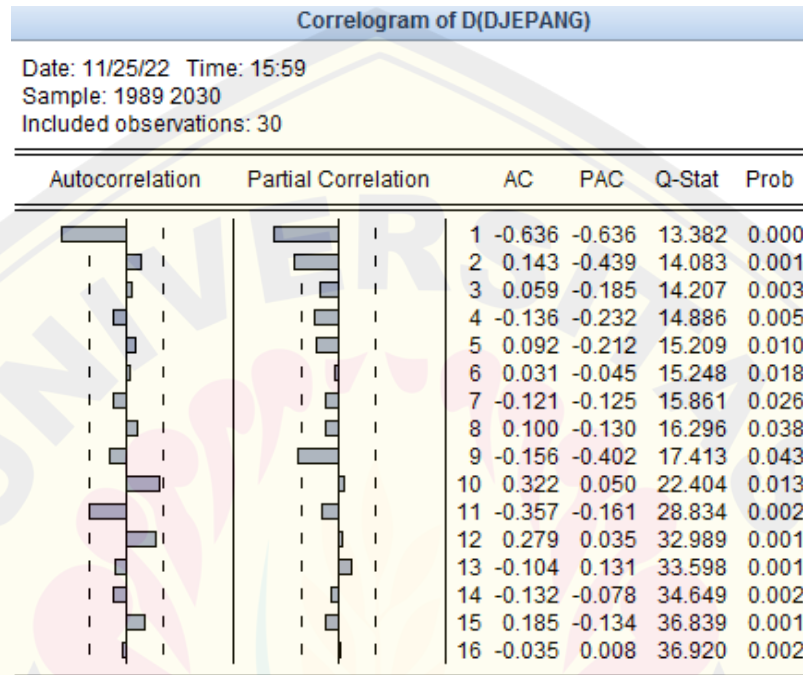 Correlogram of D(DJEPANG)
Date: 11/25/22 Time: 15:59
Sample: 1989 2030
Included observations: 30
Autocorrelation Partial Correlation AC PAC Q-Stat Prob
1 -0.636 -0.636 13.382 0.000
2 0.143 -0.439 14.083 0.001
3 0.059 -0.185 14.207 0.003
4 -0.136 -0.232 14.886 0.005
5 0.092 -0.212 15.209 0.010
6 0.031 -0.045 15.248 0.018
7 -0.121 -0.125 15.861 0.026
8 0.100 -0.130 16.296 0.038
9 -0.156 -0.402 17.413 0.043
10 0.322 0.050 22.404 0.013
11 -0.357 -0.161 28.834 0.002
12 0.279 0.035 32.989 0.001
13 -0.104 0.131 33.598 0.001
14 -0.132 -0.078 34.649 0.002
15 0.185 -0.134 36.839 0.001
16 -0.035 0.008 36.920 0.002
UNIVERSITAS